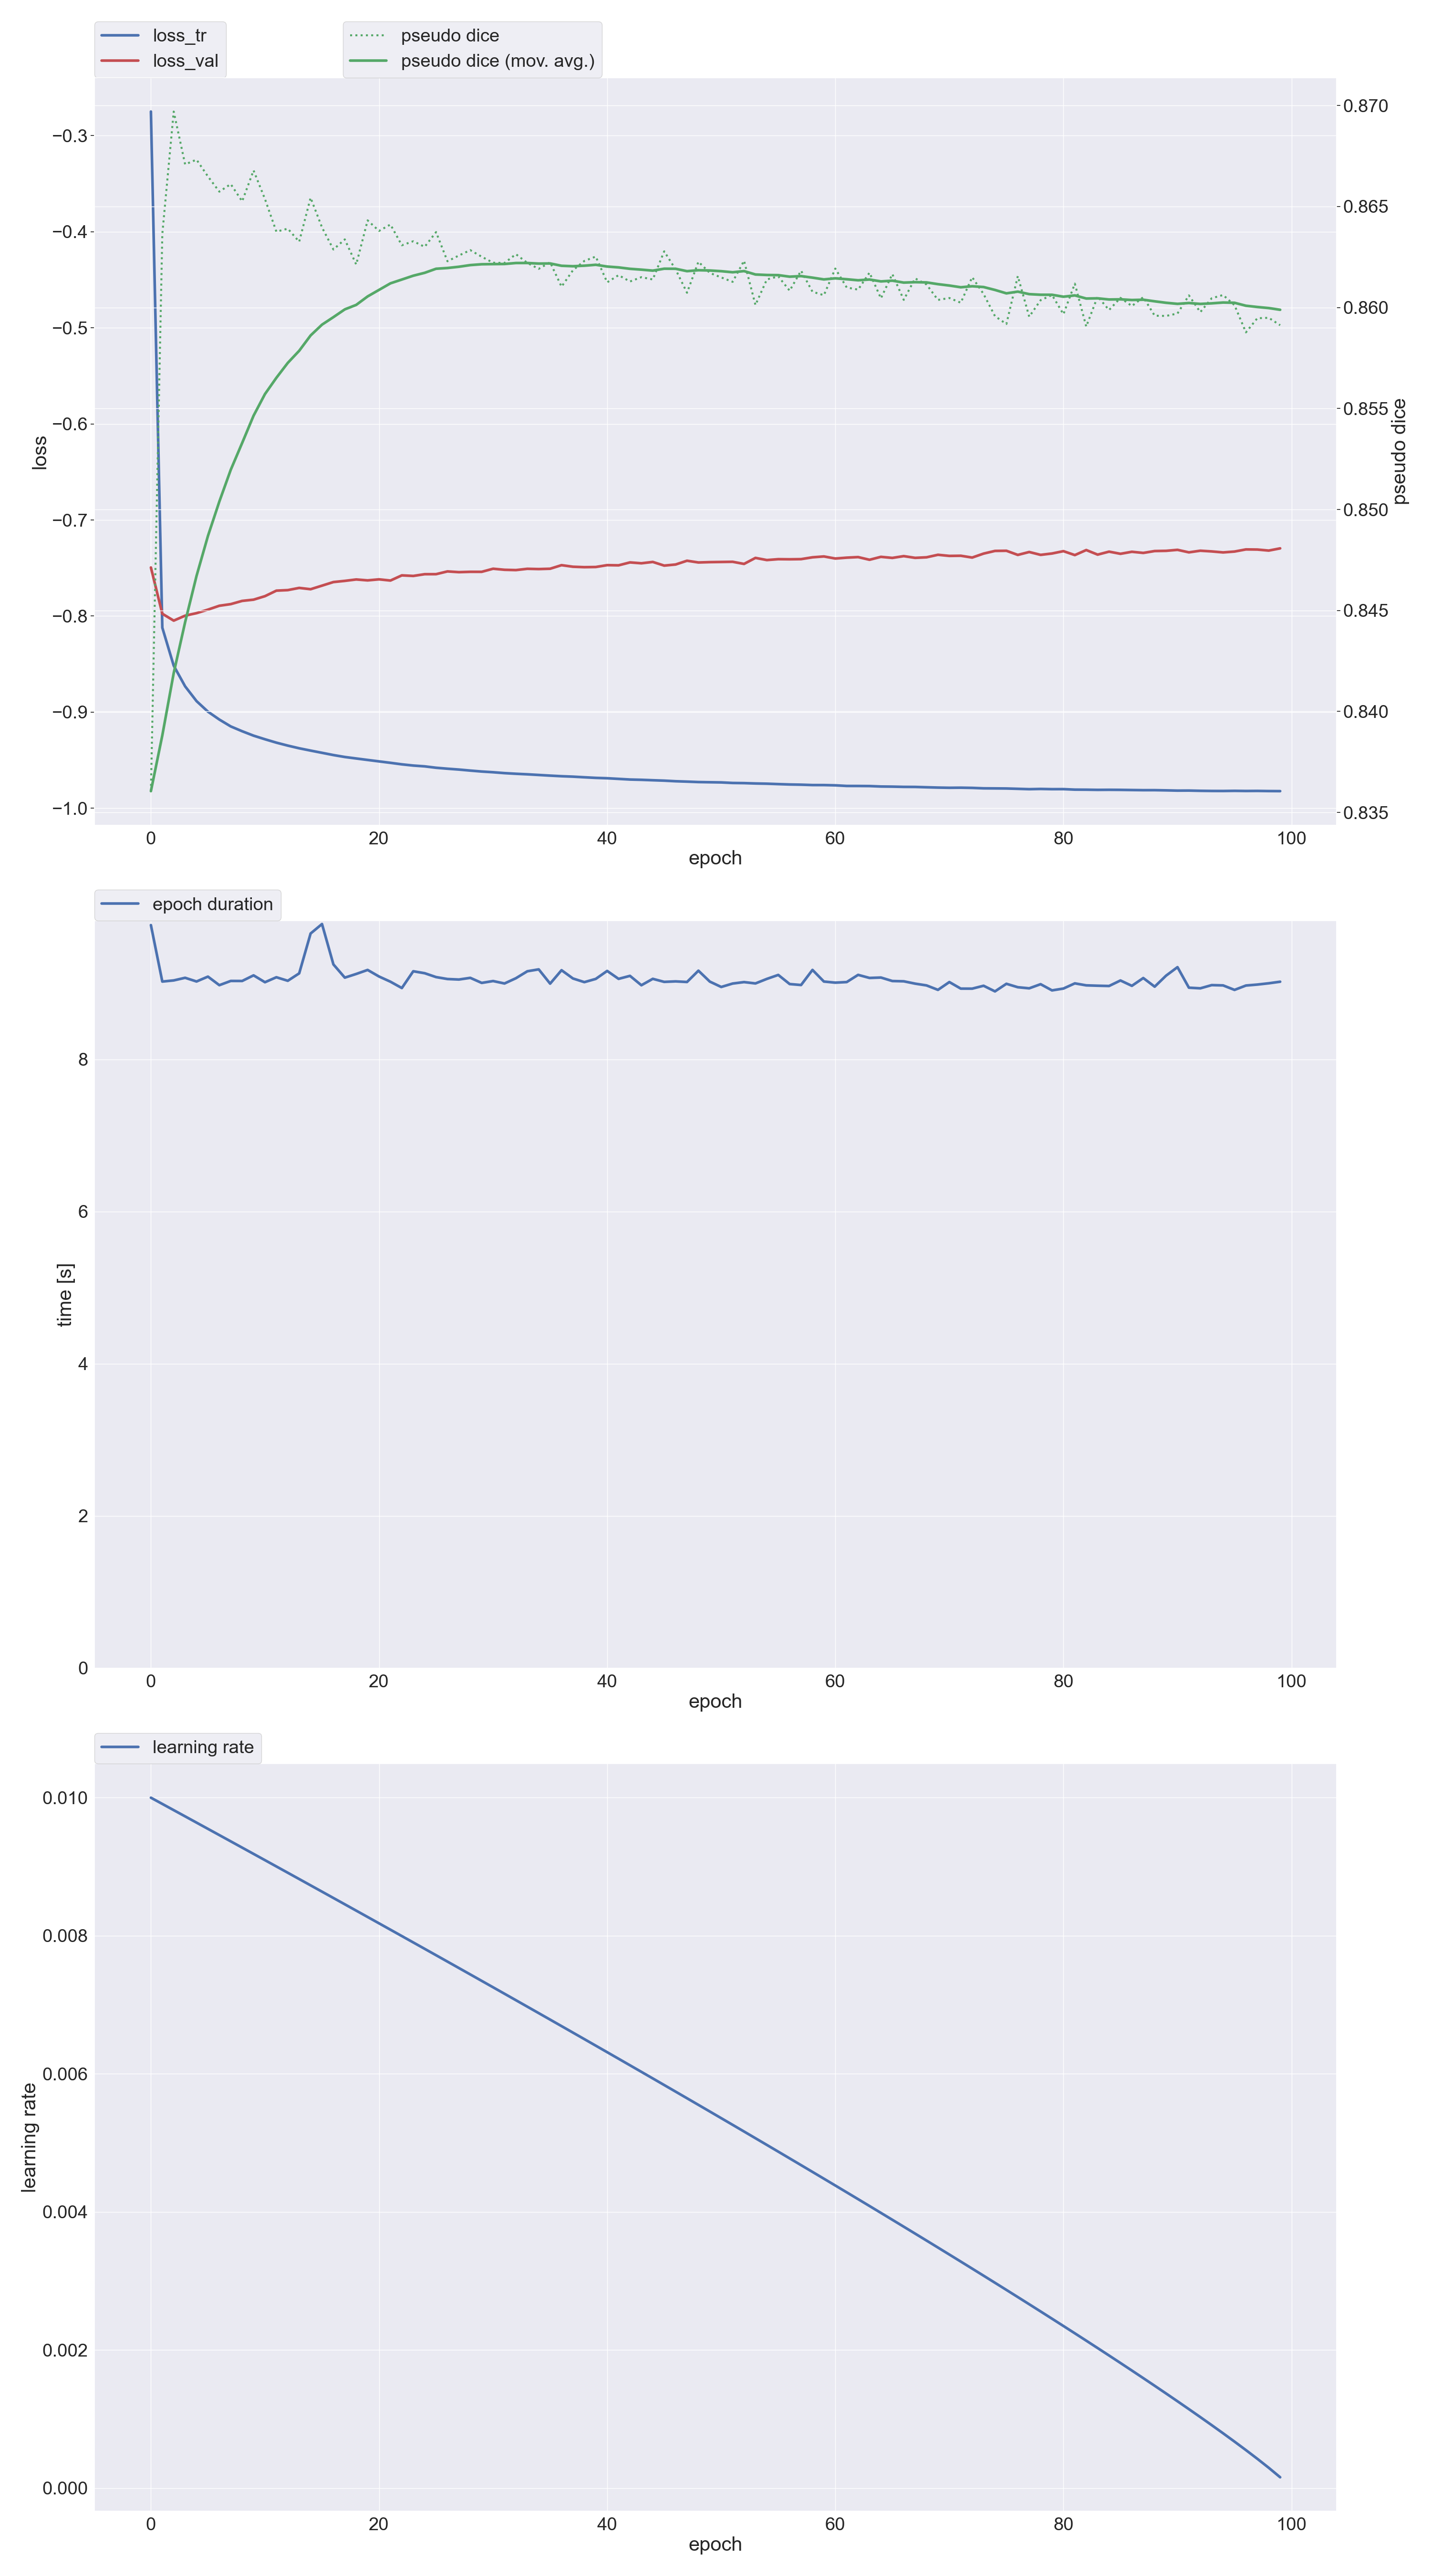 loss_tr
loss_val
pseudo dice
pseudo dice (mov. avg.)
−0.3
−0.4
−0.5
−0.6
−0.7
−0.8
−0.9
−1.0
loss
0.870
0.865
0.860
0.855
0.850
0.845
0.840
0.835
pseudo dice
0 20 40 60 80 100
epoch
epoch duration
8
6
4
2
0
time [s]
0 20 40 60 80 100
epoch
learning rate
0.010
0.008
0.006
0.004
0.002
0.000
learning rate
0 20 40 60 80 100
epoch